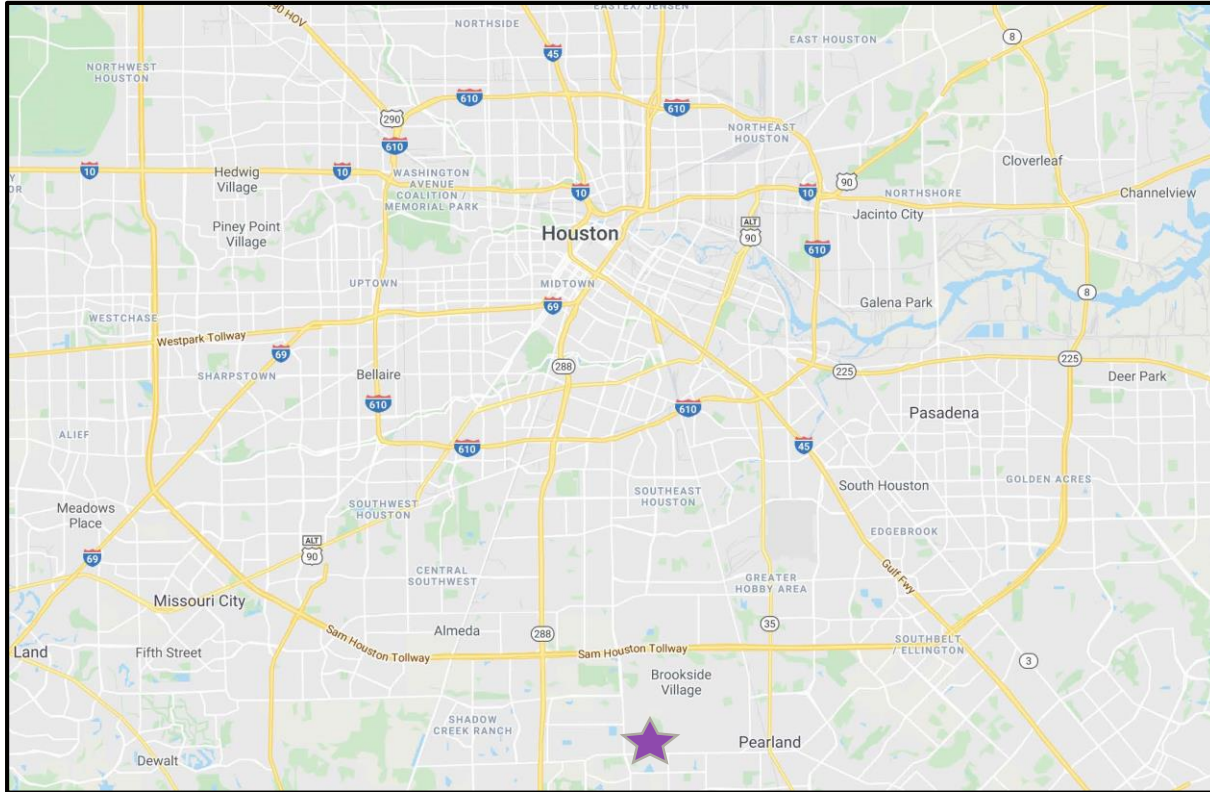 EASTEX/ JENSEN
90 HOV
NORTHSIDE
45
8
EAST HOUSTON
NORTHWEST
HOUSTON
610
610
290
610
NORTHEAST
HOUSTON
Cloverleaf
10
Hedwig
Village
10
WASHINGTON
AVENUE
COALITION /
MEMORIAL PARK
10
10
90
NORTHSHORE
Channelview
Jacinto City
Piney Point
Village
Houston
ALT
90
610
UPTOWN
MIDTOWN
8
69
Galena Park
WESTCHASE
Westpark Tollway
69
SHARPSTOWN
Bellaire
288
225
225
Deer Park
610
610
Pasadena
ALIEF
610
45
GOLDEN ACRES
South Houston
SOUTHEAST
HOUSTON
Meadows
Place
SOUTHWEST
HOUSTON
EDGEBROOK
ALT
90
69
CENTRAL
SOUTHWEST
GREATER
HOBBY AREA
Gulf Fwy
Missouri City
Almeda
288
35
SOUTHBELT
/ ELLINGTON
Land
Fifth Street
Sam Houston Tollway
Sam Houston Tollway
3
Brookside
Village
SHADOW
CREEK RANCH
Pearland
Dewalt